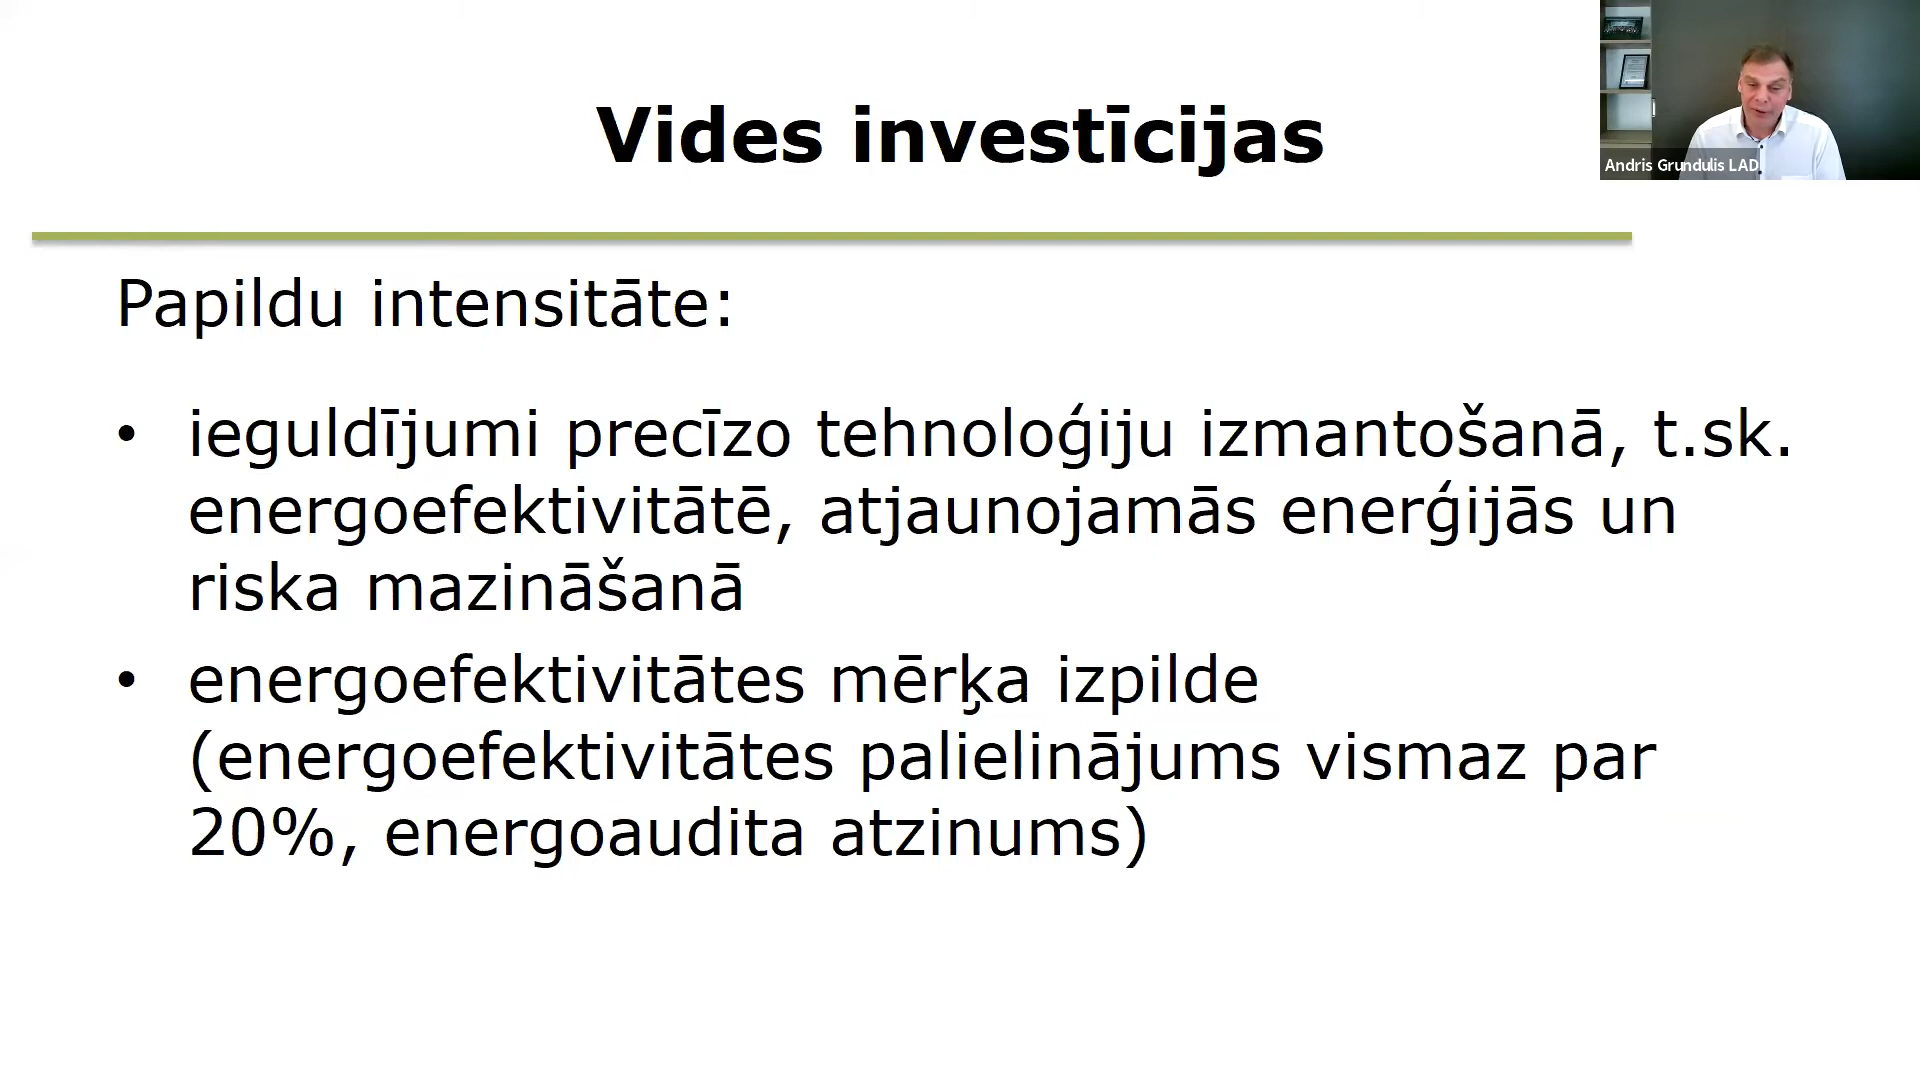 Vides investīcijas
Andris Grundulis LAD
Papildu intensitāte:
• ieguldījumi precīzo tehnoloģiju izmantošanā, t.sk.
energoefektivitātē, atjaunojamās enerģijās un
riska mazināšanā
• energoefektivitātes mērķa izpilde
(energoefektivitātes palielinājums vismaz par
20%, energoaudita atzinums)